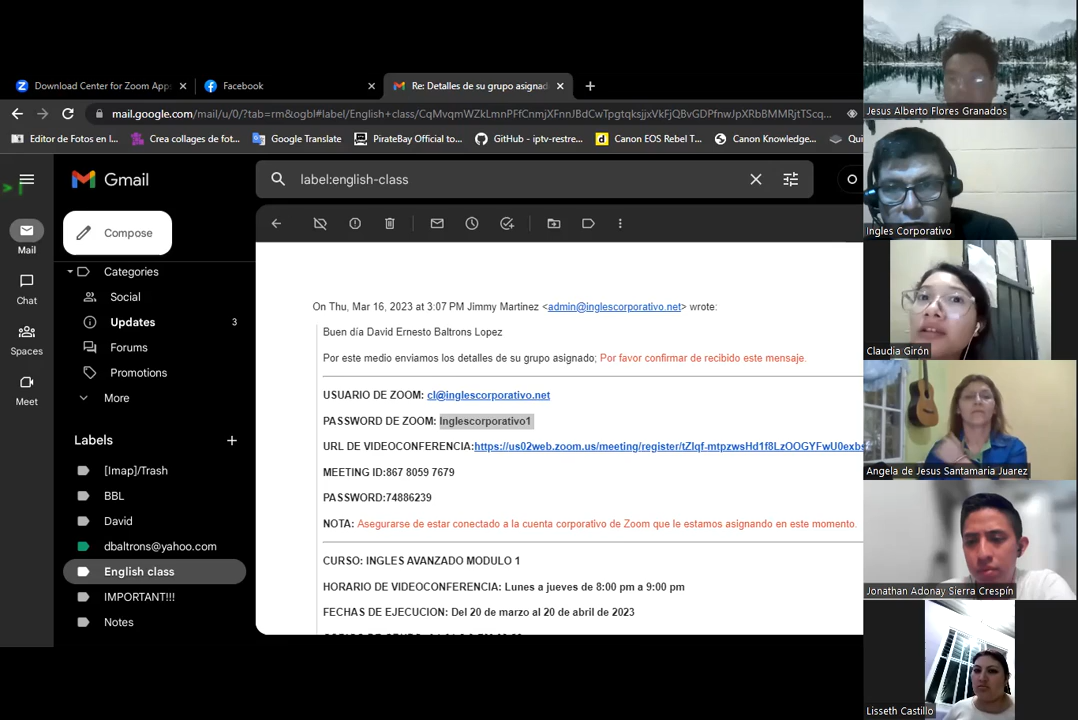 Download Center for Zoom Apps
Facebook
Re: Detalles de su grupo asignad
mail.google.com/mail/u/0/?tab=rm&ogbl#label/English+class/CqMvqmWZkLmnPFfCnmjXFnnJBdCwTpgtqksjjxVkFjQBvGDPfnwJpXRbBMMRjtTScq...
Editor de Fotos en l...
Crea collages de fot...
Google Translate
PirateBay Official to...
GitHub - iptv-restre...
Canon EOS Rebel T...
Canon Knowledge...
Qui
Gmail
label:english-class
Compose
Mail
Chat
Spaces
Meet
Categories
Social
Updates 3
Forums
Promotions
More
Labels
[Imap]/Trash
BBL
David
dbaltrons@yahoo.com
English class
IMPORTANT!!!
Notes
On Thu, Mar 16, 2023 at 3:07 PM Jimmy Martinez <admin@inglescorporativo.net> wrote:
Buen día David Ernesto Baltrons Lopez
Por este medio enviamos los detalles de su grupo asignado; Por favor confirmar de recibido este mensaje.
USUARIO DE ZOOM: cl@inglescorporativo.net
PASSWORD DE ZOOM: Inglescorporativo1
URL DE VIDEOCONFERENCIA:https://us02web.zoom.us/meeting/register/tZIqf-mtpzwsHd1f8LzOOGYFwU0exbs
MEETING ID:867 8059 7679
PASSWORD:74886239
NOTA: Asegurarse de estar conectado a la cuenta corporativo de Zoom que le estamos asignando en este momento.
CURSO: INGLES AVANZADO MODULO 1
HORARIO DE VIDEOCONFERENCIA: Lunes a jueves de 8:00 pm a 9:00 pm
FECHAS DE EJECUCION: Del 20 de marzo al 20 de abril de 2023
Jesus Alberto Flores Granados
Ingles Corporativo
Claudia Girón
Angela de Jesus Santamaria Juarez
Jonathan Adonay Sierra Crespín
Lisseth Castillo